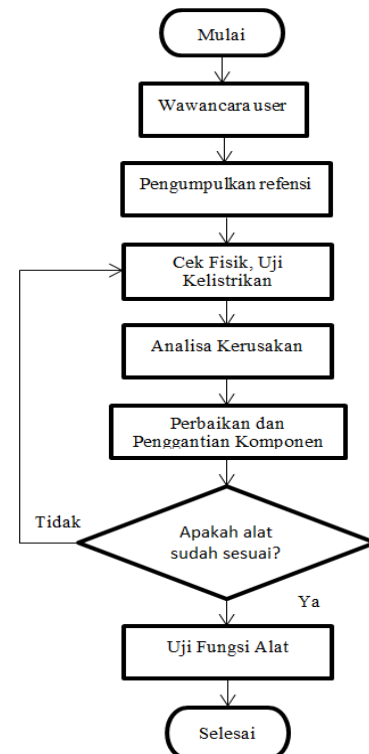 Mulai
Wawancara user
Pengumpulkan refensi
Cek Fisik, Uji
Kelistrikan
Analisa Kerusakan
Perbaikan dan
Penggantian Komponen
Apakah alat
sudah sesuai?
Tidak
Ya
Uji Fungsi Alat
Selesai